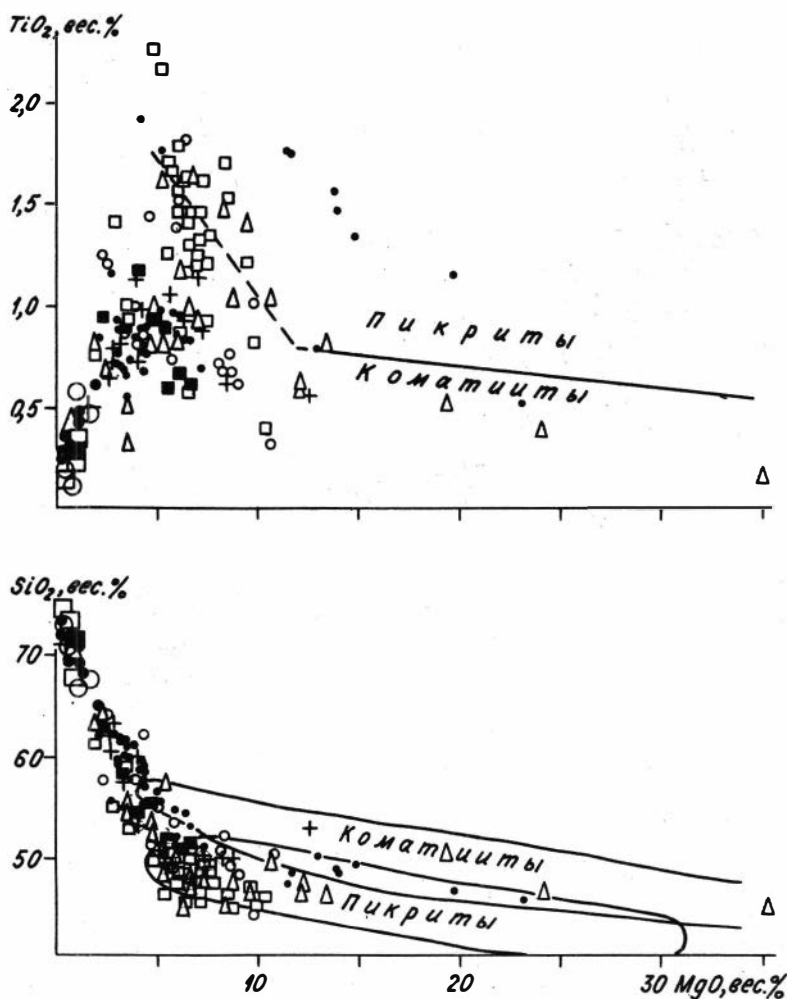 TiO₂, вес.%
2,0
1,5
1,0
0,5
Пикриты
Коматииты
SiO₂, вес.%
70
60
50
Коматииты
Пикриты
10
20
30 MgO, вес.%